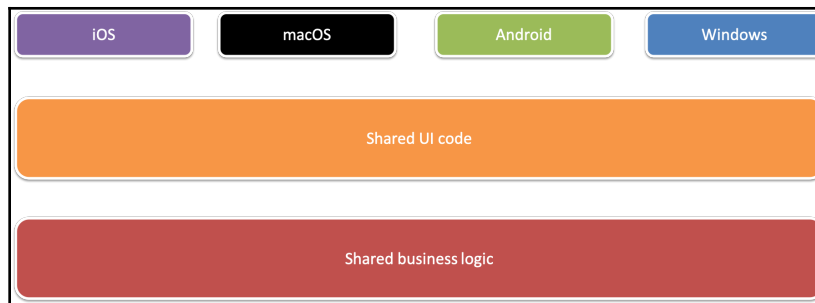 iOS
macOS
Android
Windows
Shared UI code
Shared business logic